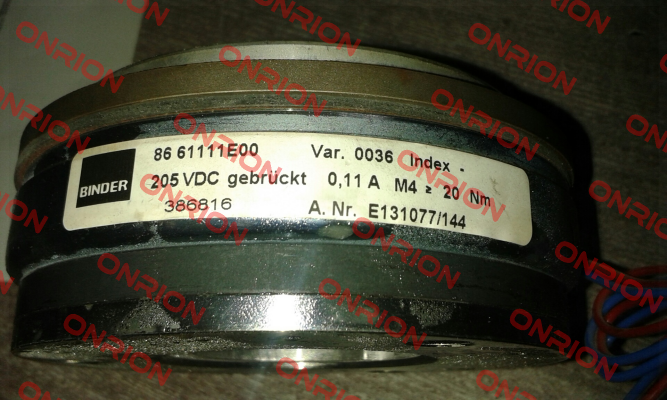 BINDER
86 61111E00 Var. 0036 Index -
205 VDC gebrückt 0,11 A M4 ≥ 20 Nm
386816 A. Nr. E131077/144
ONRION